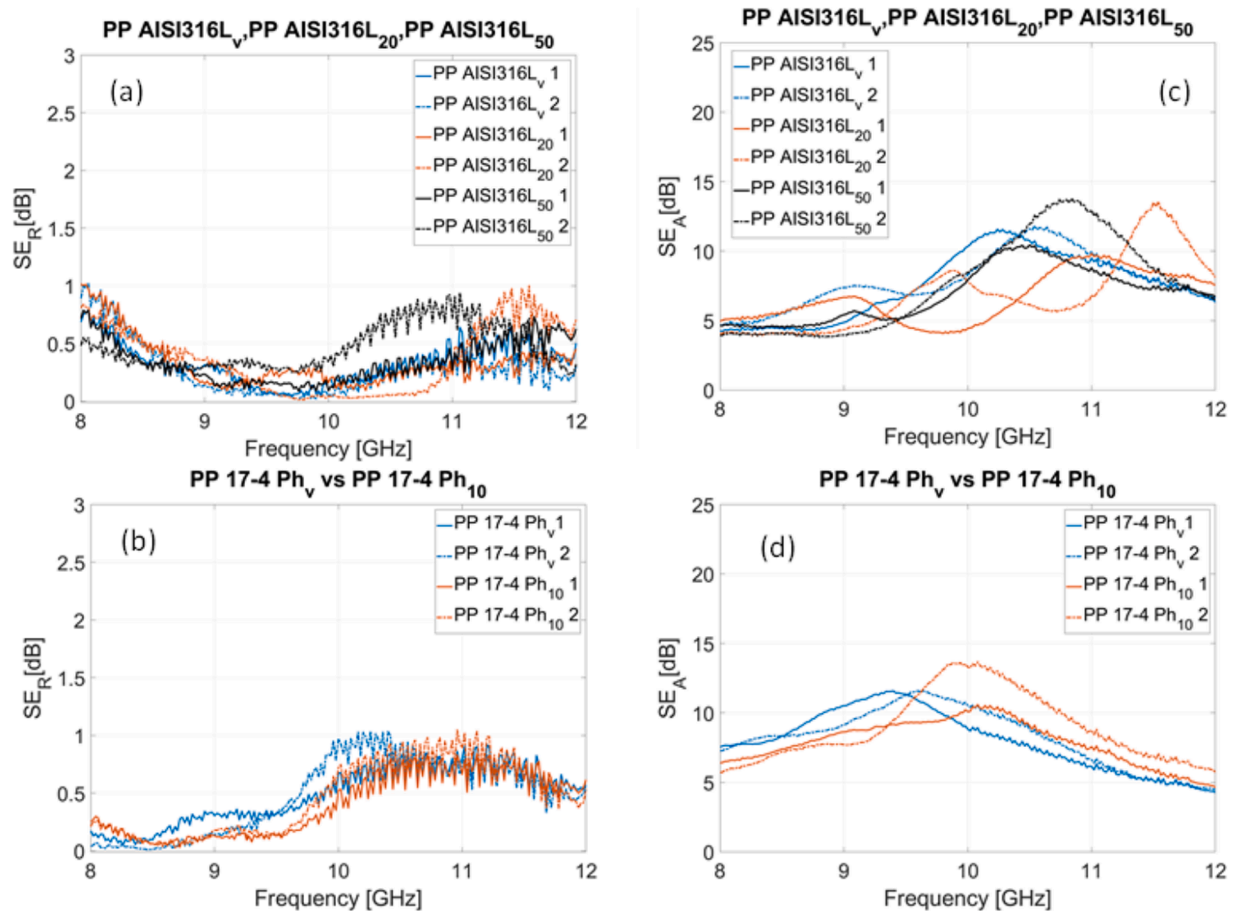 PP AISI316Lv,PP AISI316L20,PP AISI316L50
(a)
PP AISI316Lv 1
PP AISI316Lv 2
PP AISI316L20 1
PP AISI316L20 2
PP AISI316L50 1
PP AISI316L50 2
SER[dB]
3
2.5
2
1.5
1
0.5
0
8 9 10 11 12
Frequency [GHz]
PP AISI316Lv,PP AISI316L20,PP AISI316L50
(c)
PP AISI316Lv 1
PP AISI316Lv 2
PP AISI316L20 1
PP AISI316L20 2
PP AISI316L50 1
PP AISI316L50 2
SEA[dB]
25
20
15
10
5
0
8 9 10 11 12
Frequency [GHz]
PP 17-4 Phv vs PP 17-4 Ph10
(b)
PP 17-4 Phv1
PP 17-4 Phv 2
PP 17-4 Ph10 1
PP 17-4 Ph10 2
SER[dB]
3
2.5
2
1.5
1
0.5
0
8 9 10 11 12
Frequency [GHz]
PP 17-4 Phv vs PP 17-4 Ph10
(d)
PP 17-4 Phv1
PP 17-4 Phv 2
PP 17-4 Ph10 1
PP 17-4 Ph10 2
SEA[dB]
25
20
15
10
5
0
8 9 10 11 12
Frequency [GHz]